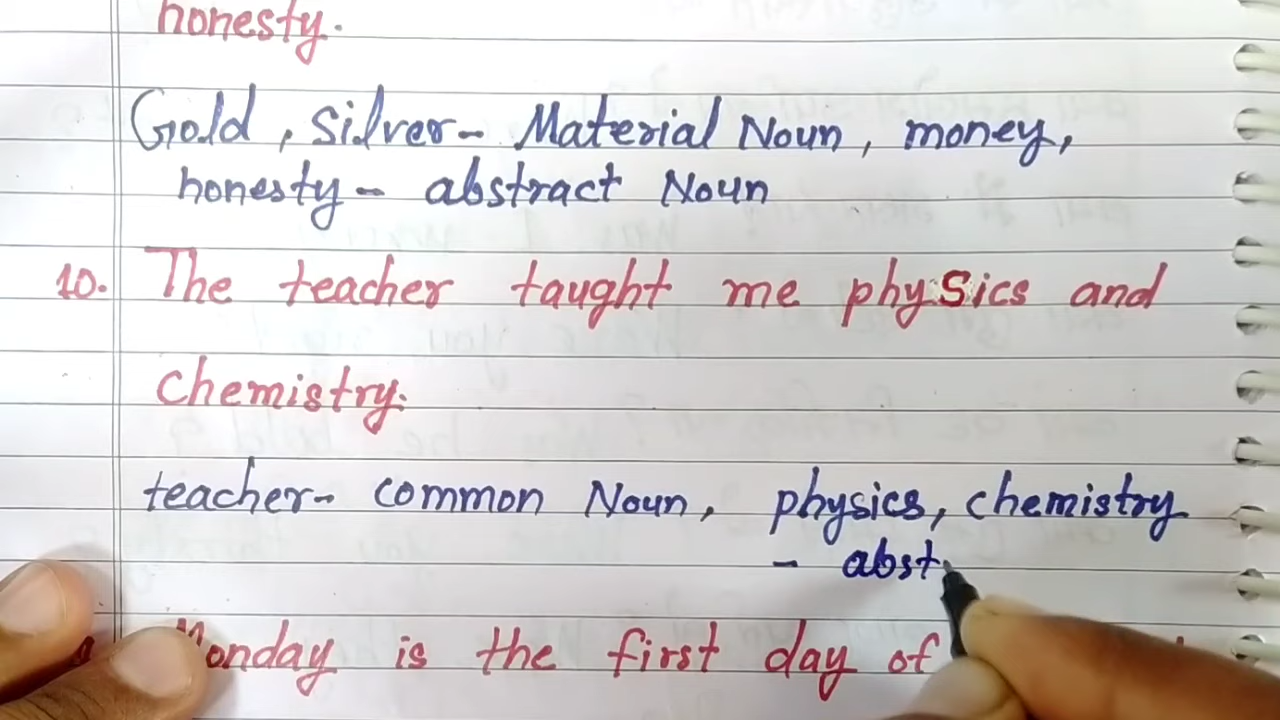 honesty.
Gold, Silver- Material Noun, money,
honesty- abstract Noun
10. The teacher taught me physics and
chemistry.
teacher- common Noun, physics, chemistry
- abst
Monday is the first day of